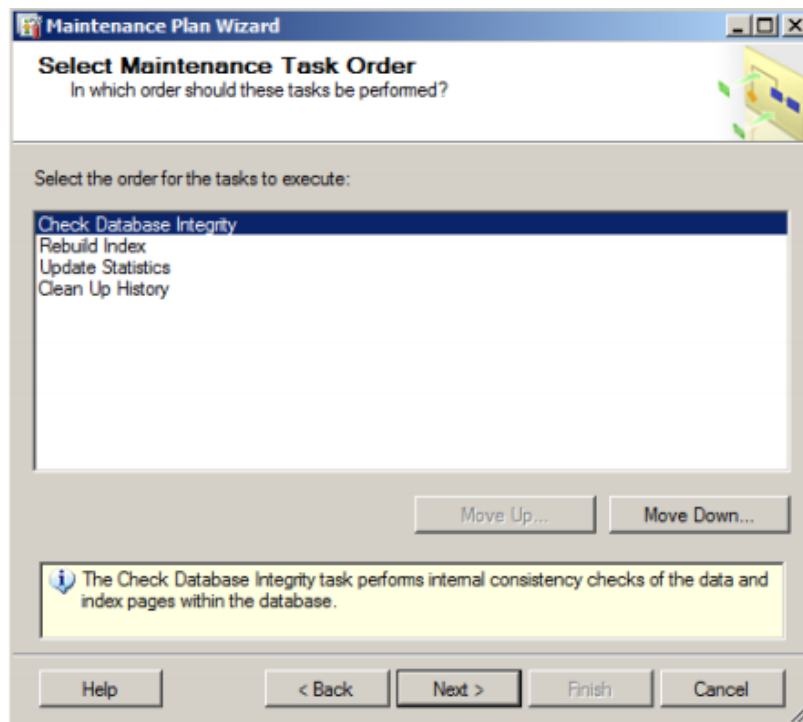 Maintenance Plan Wizard
Select Maintenance Task Order
In which order should these tasks be performed?
Select the order for the tasks to execute:
Check Database Integrity
Rebuild Index
Update Statistics
Clean Up History
Move Up... Move Down...
The Check Database Integrity task performs internal consistency checks of the data and
index pages within the database.
Help < Back Next > Finish Cancel